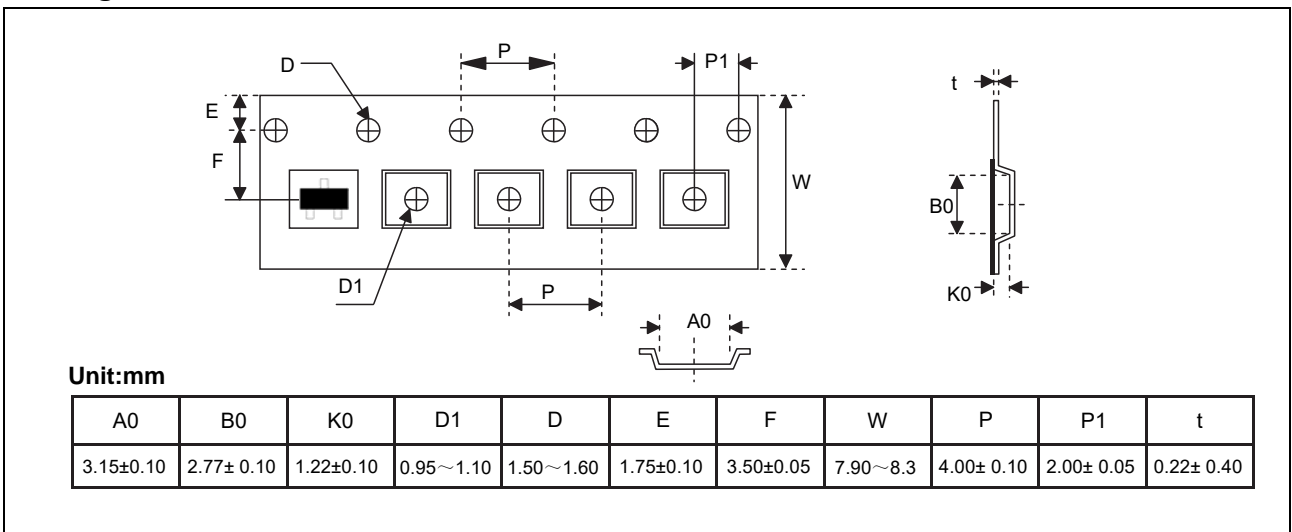 D
P
P1
t
E
F
W
B0
D1
P
K0
A0
Unit:mm
A0 B0 K0 D1 D E F W P P1 t
3.15±0.10 2.77± 0.10 1.22±0.10 0.95～1.10 1.50～1.60 1.75±0.10 3.50±0.05 7.90～8.3 4.00± 0.10 2.00± 0.05 0.22± 0.40